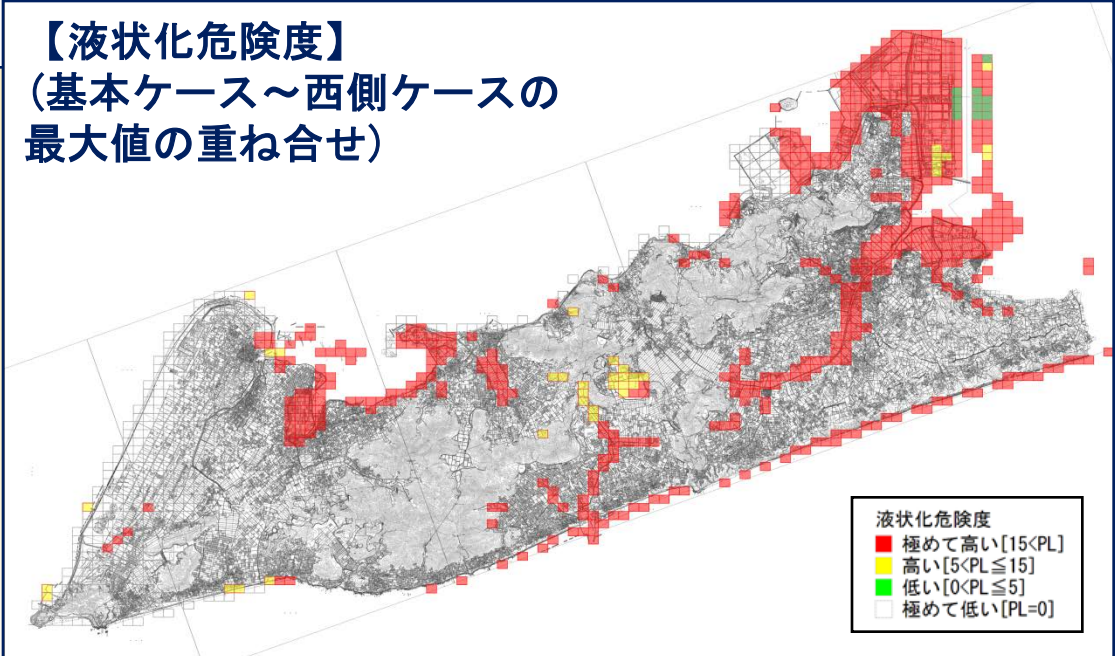 【液状化危険度】
(基本ケース～西側ケースの
最大値の重ね合せ)
液状化危険度
極めて高い[15<PL]
高い[5<PL≦15]
低い[0<PL≦5]
極めて低い[PL=0]